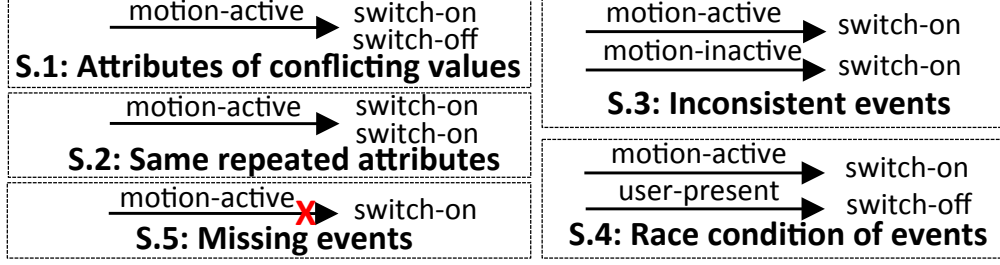 motion-active
switch-on
switch-off
S.1: Attributes of conflicting values
motion-active
switch-on
switch-on
S.2: Same repeated attributes
motion-active
X
switch-on
S.5: Missing events
motion-active
switch-on
motion-inactive
switch-on
S.3: Inconsistent events
motion-active
switch-on
user-present
switch-off
S.4: Race condition of events